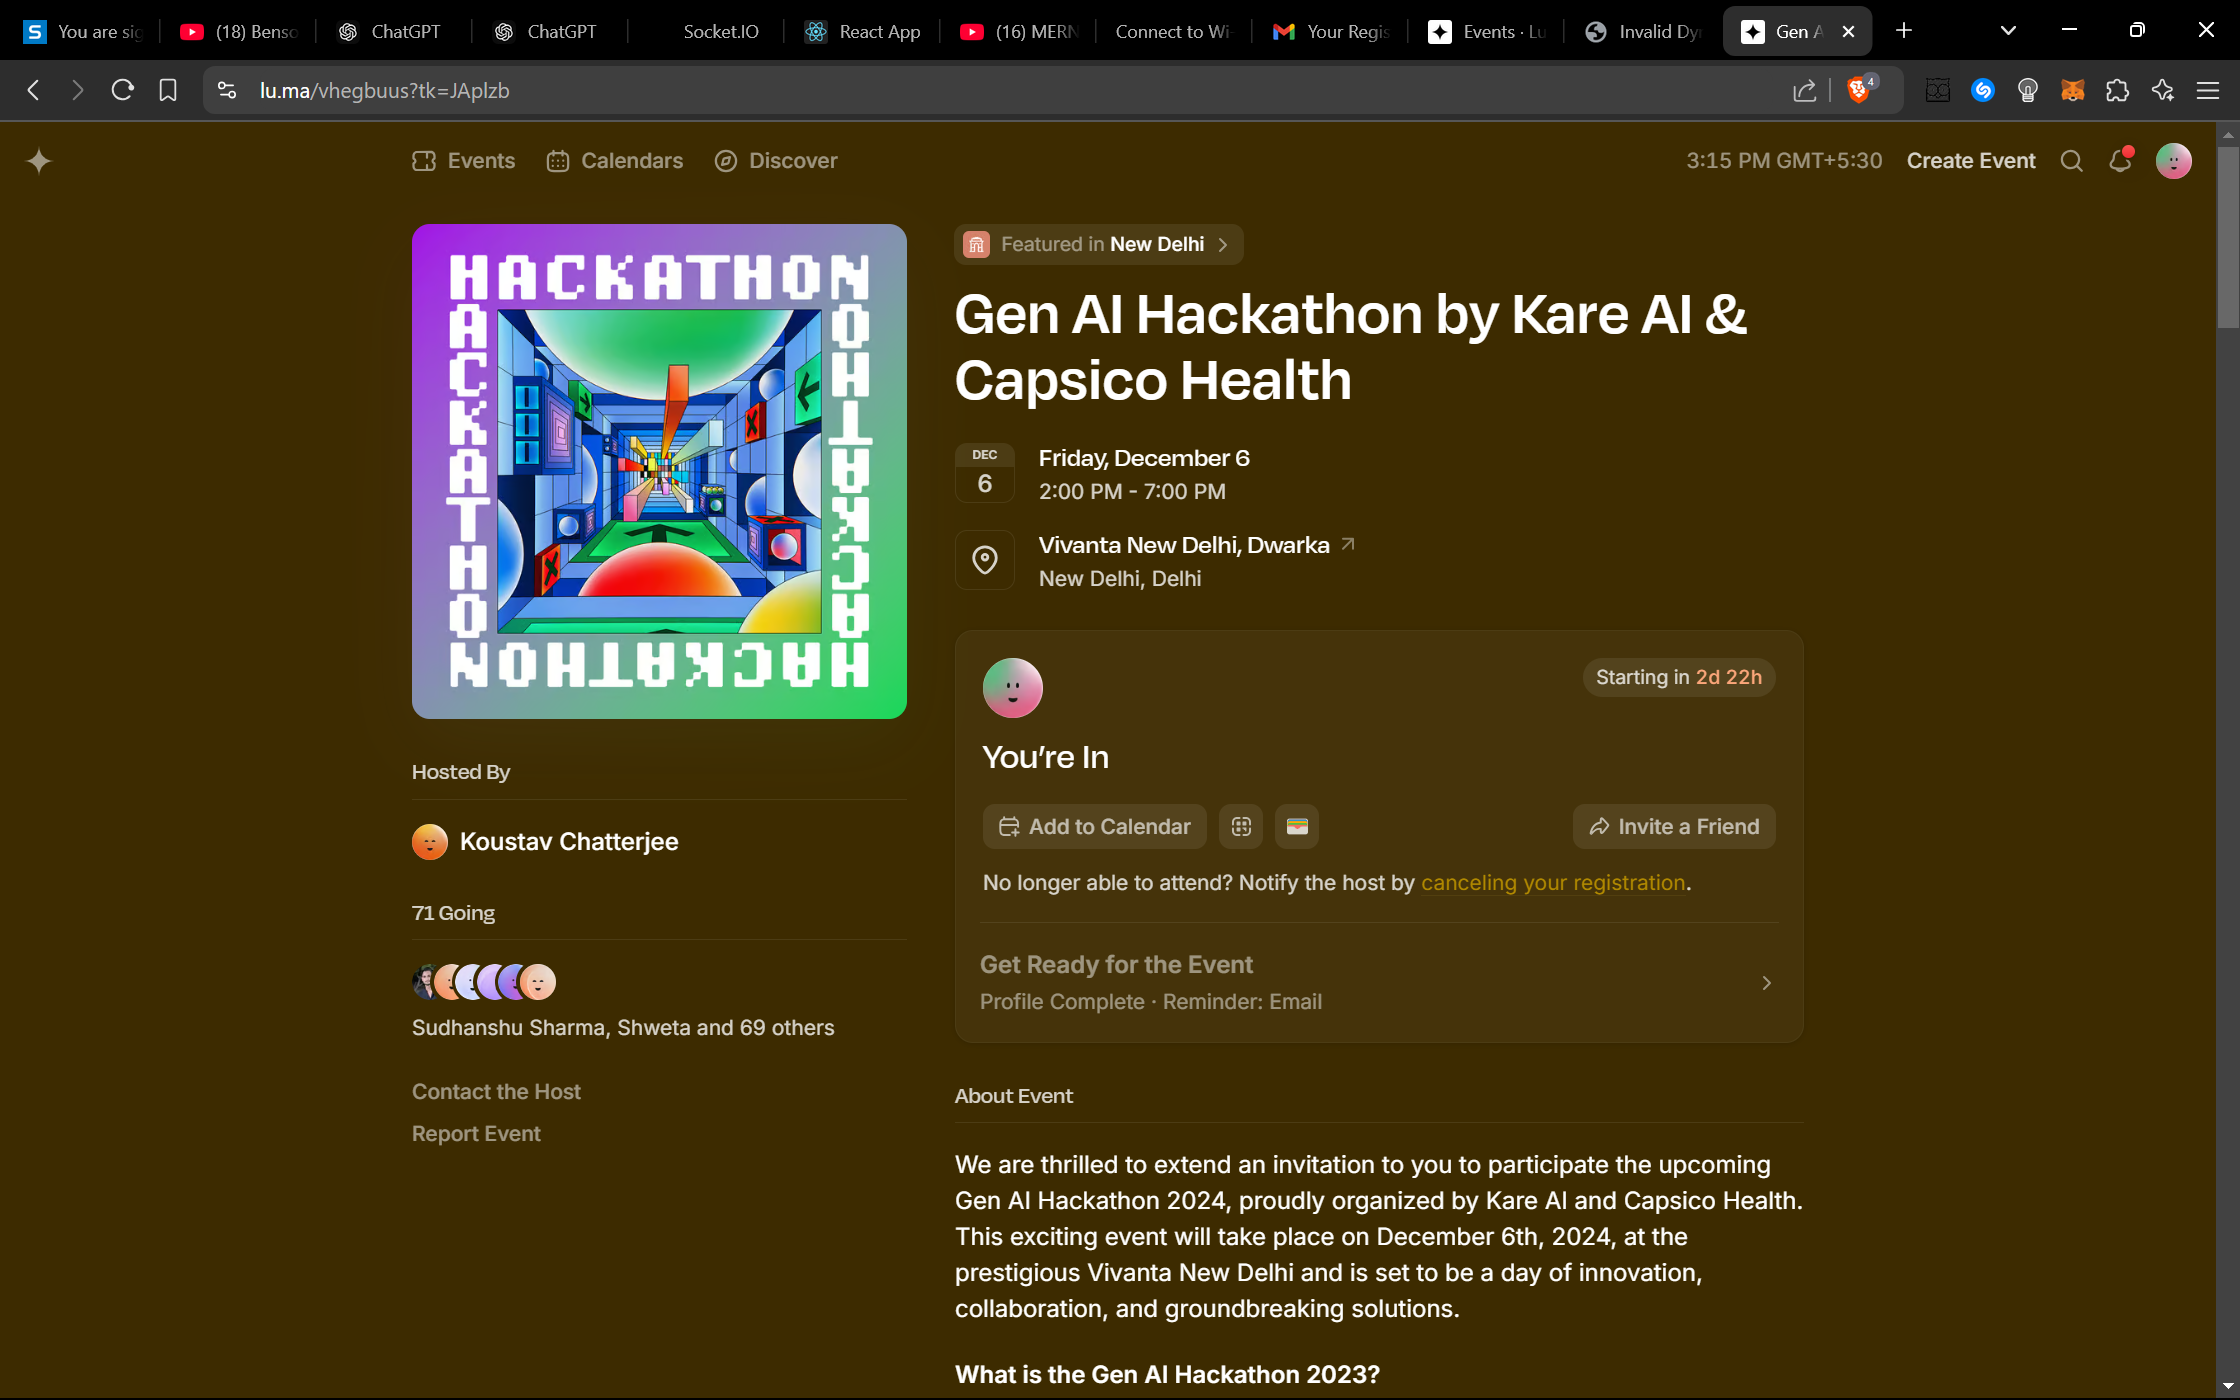 You are sig
(18) Benso
ChatGPT
ChatGPT
Socket.IO
React App
(16) MERN
Connect to Wi-
Your Regis
Events · Lu
Invalid Dyn
Gen A
lu.ma/vhegbuus?tk=JAplzb
4
Events
Calendars
Discover
3:15 PM GMT+5:30
Create Event
HACKATHON
HACKATHON
HACKATHON
HACKATHON
Featured in New Delhi
Gen AI Hackathon by Kare AI &
Capsico Health
DEC
6
Friday, December 6
2:00 PM - 7:00 PM
Vivanta New Delhi, Dwarka
New Delhi, Delhi
Starting in 2d 22h
You're In
Add to Calendar
Invite a Friend
No longer able to attend? Notify the host by canceling your registration.
Get Ready for the Event
Profile Complete · Reminder: Email
Hosted By
Koustav Chatterjee
71 Going
Sudhanshu Sharma, Shweta and 69 others
Contact the Host
Report Event
About Event
We are thrilled to extend an invitation to you to participate the upcoming
Gen AI Hackathon 2024, proudly organized by Kare AI and Capsico Health.
This exciting event will take place on December 6th, 2024, at the
prestigious Vivanta New Delhi and is set to be a day of innovation,
collaboration, and groundbreaking solutions.
What is the Gen AI Hackathon 2023?